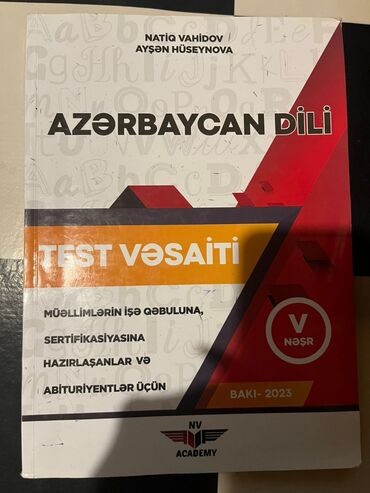 NATİQ VAHİDOV
AYŞƏN HÜSEYNOVA
AZƏRBAYCAN DİLİ
TEST VƏSAİTİ
MÜƏLLİMLƏRİN İŞƏ QƏBULUNA,
SERTİFİKASİYASINA
HAZIRLAŞANLAR VƏ
ABİTURİYENTLƏR ÜÇÜN
V
NƏŞR
BAKI- 2023
NV
ACADEMY